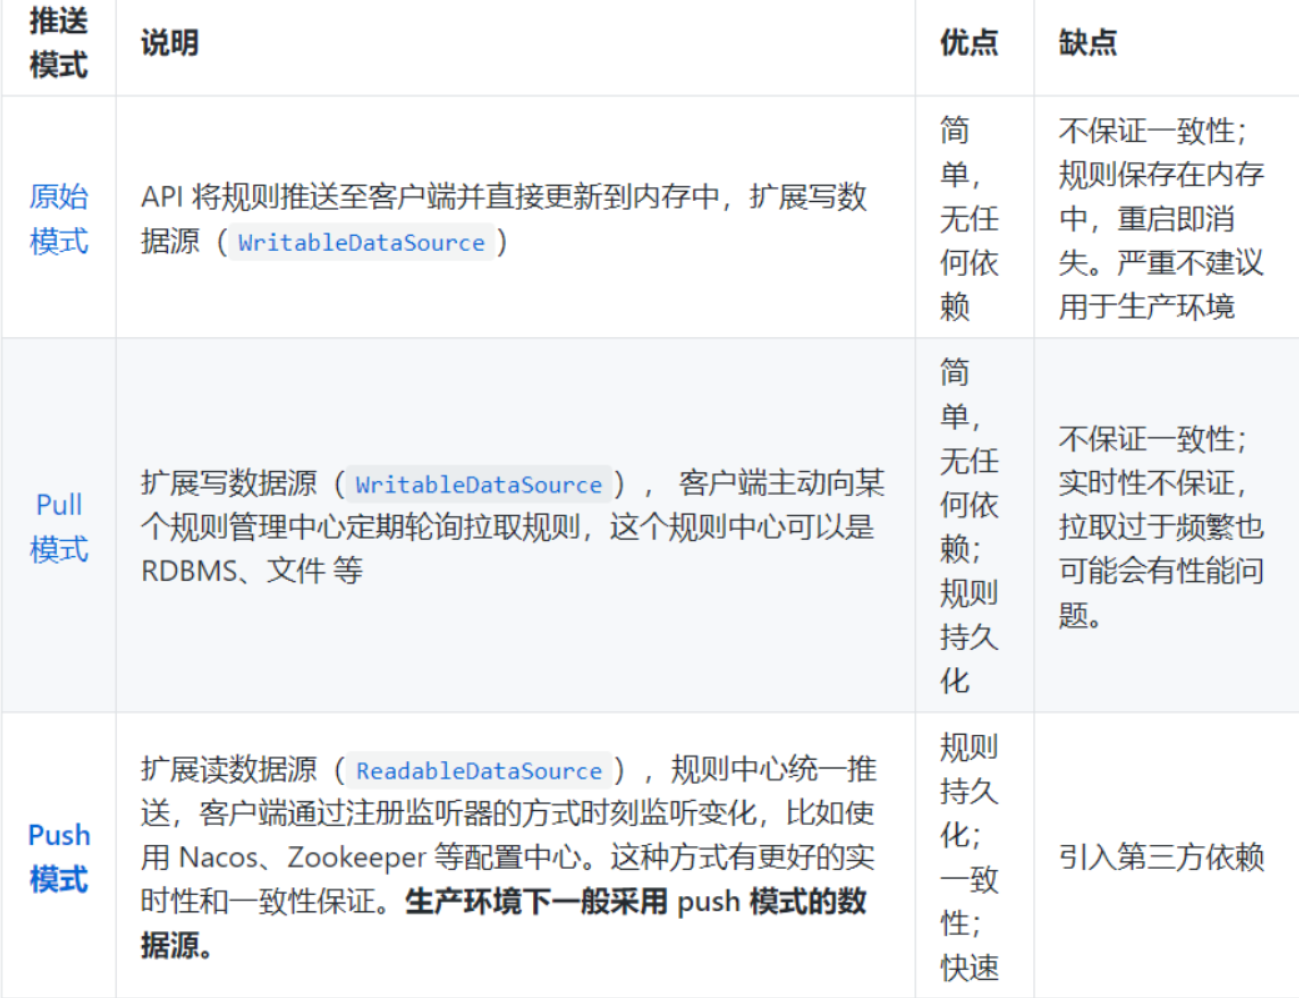 推送
模式
说明
优点
缺点
原始
模式
API 将规则推送至客户端并直接更新到内存中，扩展写数
据源（WritableDataSource）
简
单，
无任
何依
赖
不保证一致性；
规则保存在内存
中，重启即消
失。严重不建议
用于生产环境
Pull
模式
扩展写数据源（WritableDataSource）， 客户端主动向某
个规则管理中心定期轮询拉取规则，这个规则中心可以是
RDBMS、文件 等
简
单，
无任
何依
赖；
规则
持久
化
不保证一致性；
实时性不保证，
拉取过于频繁也
可能会有性能问
题。
Push
模式
扩展读数据源（ReadableDataSource），规则中心统一推
送，客户端通过注册监听器的方式时刻监听变化，比如使
用 Nacos、Zookeeper 等配置中心。这种方式有更好的实
时性和一致性保证。生产环境下一般采用 push 模式的数
据源。
规则
持久
化；
一致
性；
快速
引入第三方依赖